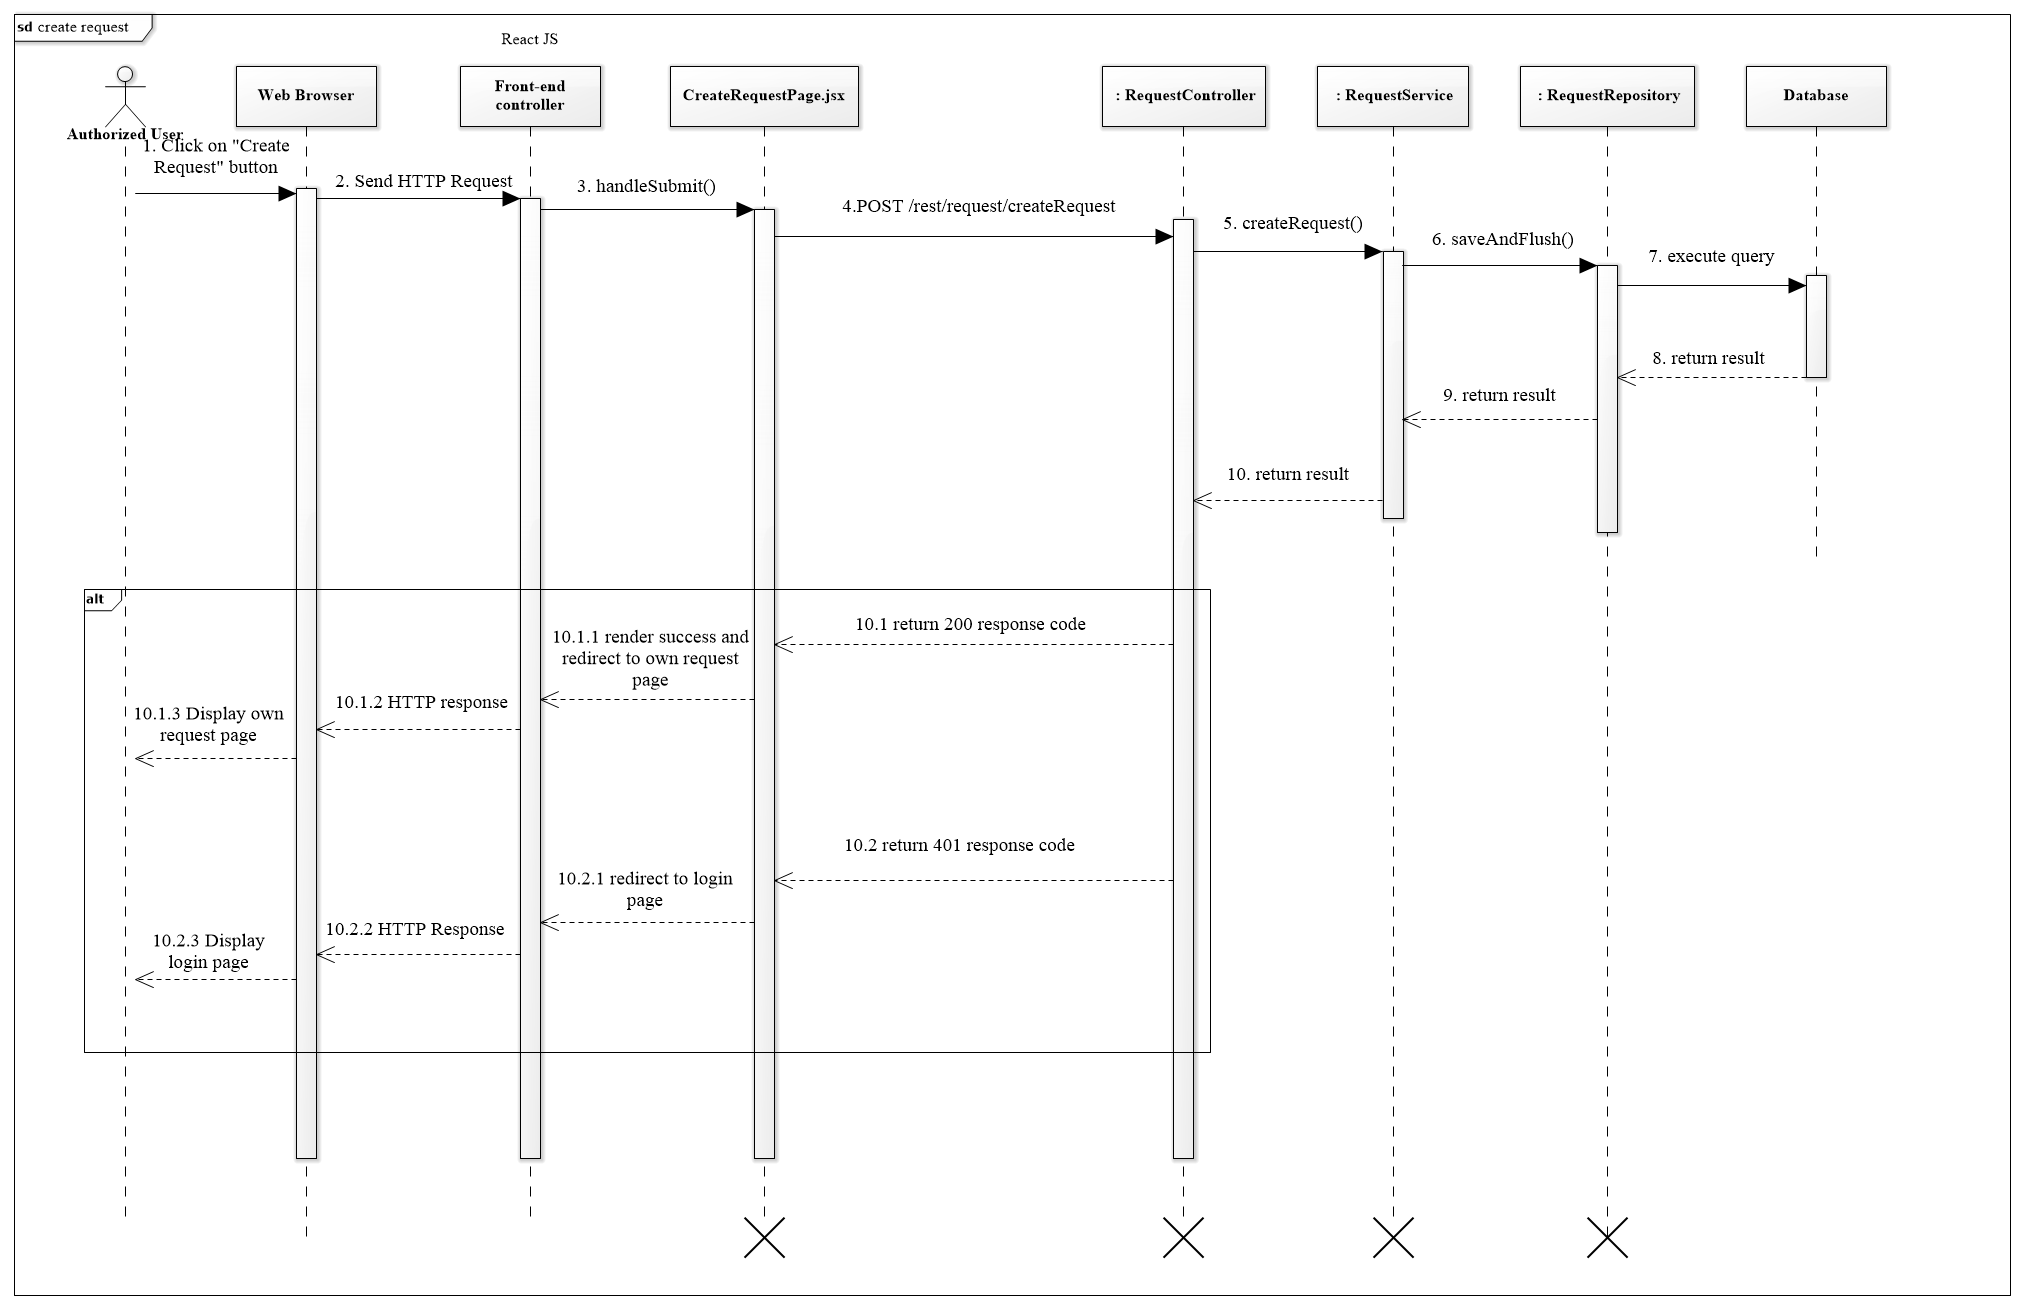 sd create request
React JS
Authorized User
Web Browser
Front-end
controller
CreateRequestPage.jsx
: RequestController
: RequestService
: RequestRepository
Database
1. Click on "Create
Request" button
2. Send HTTP Request
3. handleSubmit()
4.POST /rest/request/createRequest
5. createRequest()
6. saveAndFlush()
7. execute query
8. return result
9. return result
10. return result
alt
10.1 return 200 response code
10.1.1 render success and
redirect to own request
page
10.1.2 HTTP response
10.1.3 Display own
request page
10.2 return 401 response code
10.2.1 redirect to login
page
10.2.2 HTTP Response
10.2.3 Display
login page